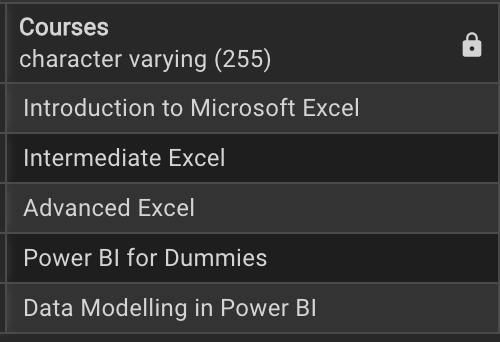 Courses
character varying (255)
Introduction to Microsoft Excel
Intermediate Excel
Advanced Excel
Power BI for Dummies
Data Modelling in Power BI